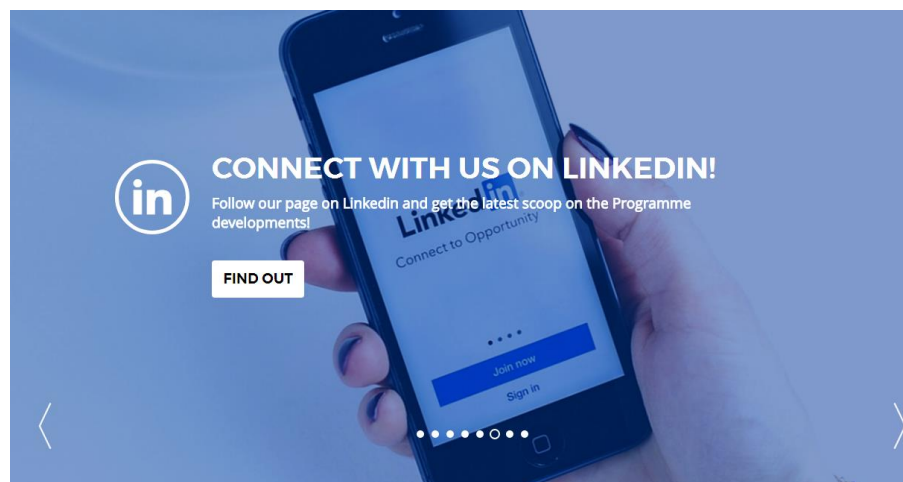 CONNECT WITH US ON LINKEDIN!
in
Follow our page on Linkedin and get the latest scoop on the Programme
developments!
Linkedin
Connect to Opportunity
FIND OUT
Join now
Sign in